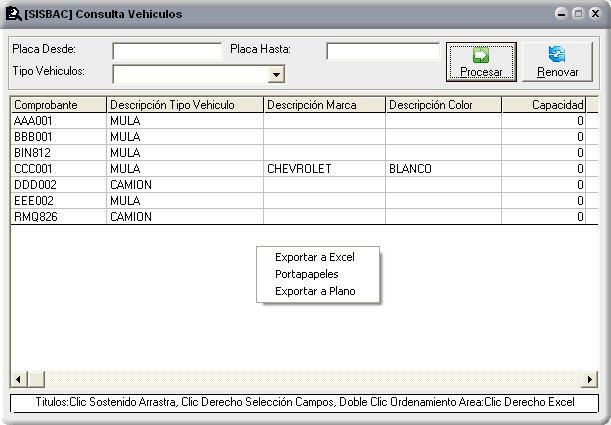 [SISBAC] Consulta Vehiculos
Placa Desde: Placa Hasta:
Tipo Vehiculos:
Procesar Renovar
Comprobante Descripción Tipo Vehiculo Descripción Marca Descripción Color Capacidad
AAA001 MULA 0
BBB001 MULA 0
BIN812 MULA 0
CCC001 MULA CHEVROLET BLANCO 0
DDD002 CAMION 0
EEE002 MULA 0
RMQ826 CAMION 0
Exportar a Excel
Portapapeles
Exportar a Plano
Titulos:Clic Sostenido Arrastra, Clic Derecho Selección Campos, Doble Clic Ordenamiento Area:Clic Derecho Excel